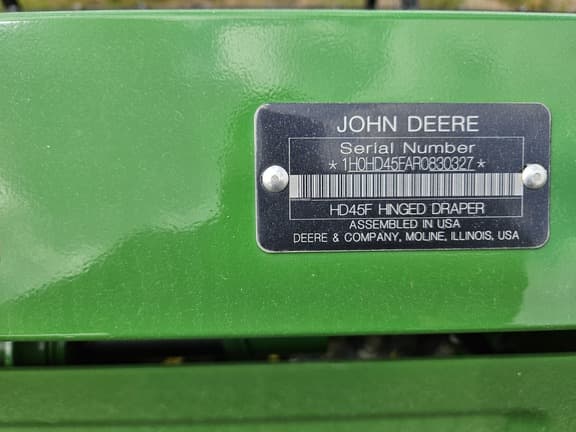 JOHN DEERE
Serial Number
*1H0HD45FAR0830327*
HD45F HINGED DRAPER
ASSEMBLED IN USA
DEERE & COMPANY, MOLINE, ILLINOIS, USA